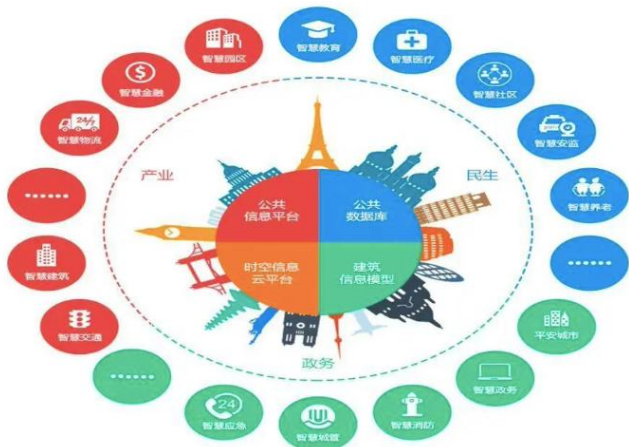 智慧教育
智慧园区
智慧医疗
智慧金融
智慧社区
24/7
智慧物流
智慧安监
产业
民生
公共
信息平台
公共
数据库
......
智慧养老
时空信息
云平台
建筑
信息模型
智慧建筑
......
智慧交通
平安城市
政务
......
智慧政务
24
智慧应急
智慧城管
智慧消防